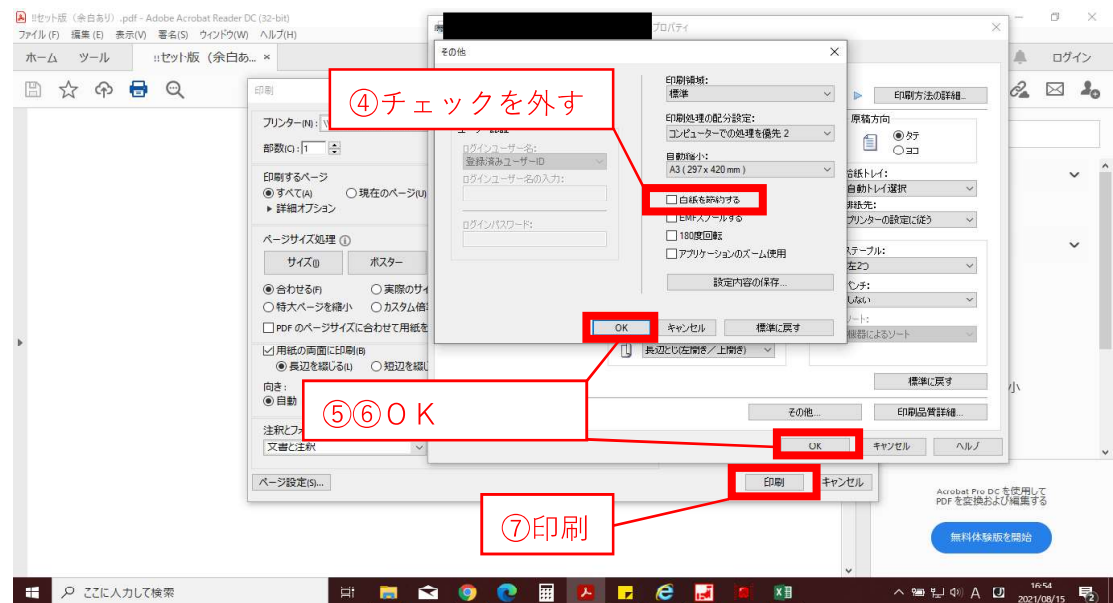 !!セット版（余白あり）.pdf - Adobe Acrobat Reader DC (32-bit)
ファイル(F) 編集(E) 表示(V) 署名(S) ウィンドウ(W) ヘルプ(H)
ホーム ツール !!セット版（余白あ... ×
ログイン
印刷
プリンター(N):
部数(C): 1
印刷するページ
すべて(A) 現在のページ(U)
詳細オプション
ページサイズ処理
サイズ(I) ポスター
合わせる(F) 実際のサイ
特大ページを縮小 カスタム倍
PDF のページサイズに合わせて用紙を
用紙の両面に印刷(B)
長辺を綴じる(L) 短辺を綴じ
向き:
自動
文書と注釈
ページ設定(S)...
印刷 キャンセル
プロパティ
その他
ログインユーザー名:
登録済みユーザーID
ログインユーザー名の入力:
ログインパスワード:
印刷領域:
標準
印刷処理の配分設定:
コンピューターでの処理を優先 2
自動縮小:
A3 ( 297 x 420 mm )
白紙を節約する
EMFスプールする
180度回転
アプリケーションのズーム使用
設定内容の保存...
OK キャンセル 標準に戻す
印刷方法の詳細...
原稿方向
タテ
ヨコ
給紙トレイ:
自動トレイ選択
排紙先:
プリンターの設定に従う
ステープル:
左2つ
パンチ:
しない
ソート:
機器によるソート
長辺とじ(左開き／上開き)
標準に戻す
その他... 印刷品質詳細...
OK キャンセル ヘルプ
④チェックを外す
⑤⑥ＯＫ
⑦印刷
Acrobat Pro DC を使用して
PDF を変換および編集する
無料体験版を開始
ここに入力して検索
A
16:54
2021/08/15
2